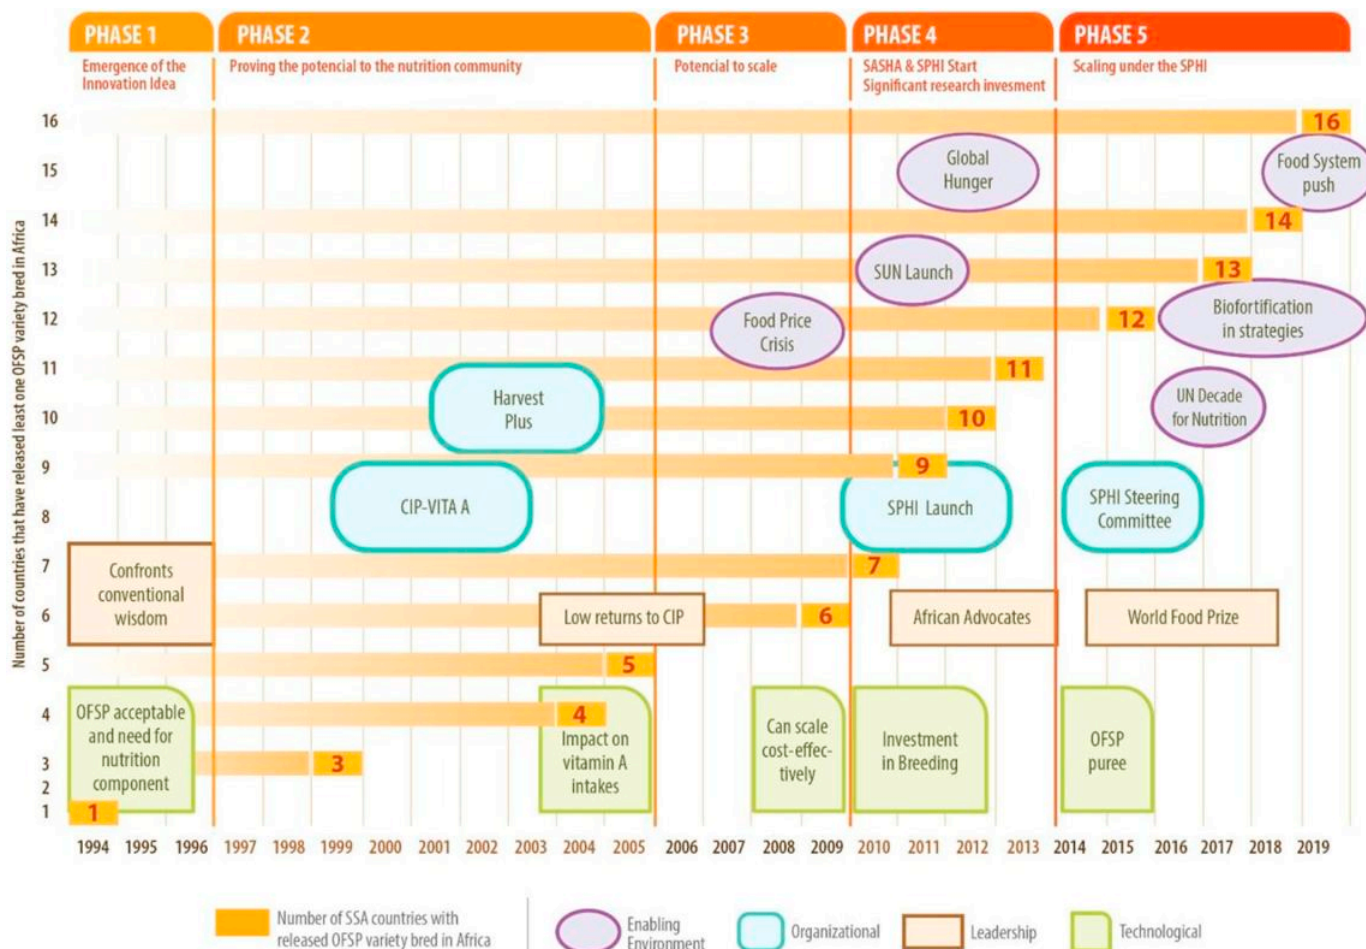 PHASE 1
PHASE 2
PHASE 3
PHASE 4
PHASE 5
Emergence of the
Innovation Idea
Proving the potential to the nutrition community
Potencial to scale
SASHA & SPHI Start
Significant research invesment
Scaling under the SPHI
Number of countries that have released least one OFSP variety bred in Africa
16
16
15
Global
Hunger
Food System
push
14
14
13
SUN Launch
13
12
Food Price
Crisis
12
Biofortification
in strategies
11
11
10
Harvest
Plus
10
UN Decade
for Nutrition
9
9
8
CIP-VITA A
SPHI Launch
SPHI Steering
Committee
7
7
Confronts
conventional
wisdom
6
Low returns to CIP
6
African Advocates
World Food Prize
5
5
4
OFSP acceptable
and need for
nutrition
component
4
Impact on
vitamin A
intakes
Can scale
cost-effec-
tively
Investment
in Breeding
OFSP
puree
3
3
2
1
1
1994 1995 1996 1997 1998 1999 2000 2001 2002 2003 2004 2005 2006 2007 2008 2009 2010 2011 2012 2013 2014 2015 2016 2017 2018 2019
Number of SSA countries with
released OFSP variety bred in Africa
Enabling
Environment
Organizational
Leadership
Technological